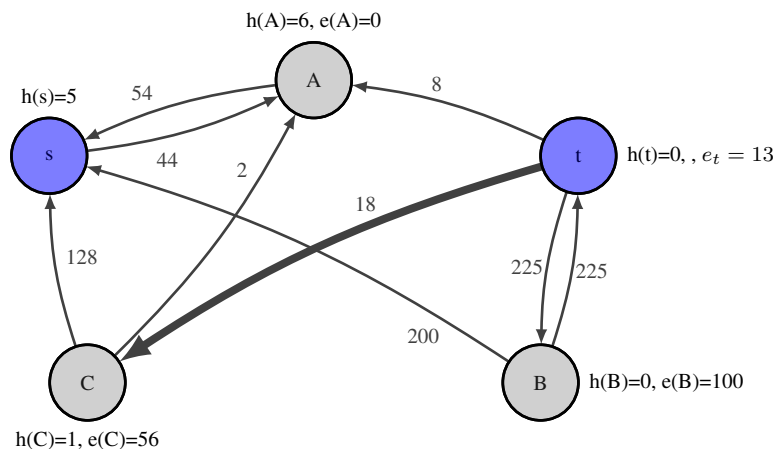 h(A)=6, e(A)=0
A
54
8
h(s)=5
s
44
2
t
h(t)=0, , e_t = 13
18
128
225
225
200
C
B
h(B)=0, e(B)=100
h(C)=1, e(C)=56